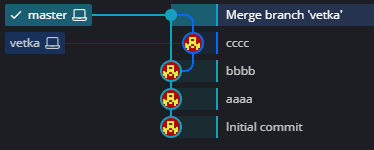 master Merge branch 'vetka'
vetka cccc
bbbb
aaaa
Initial commit